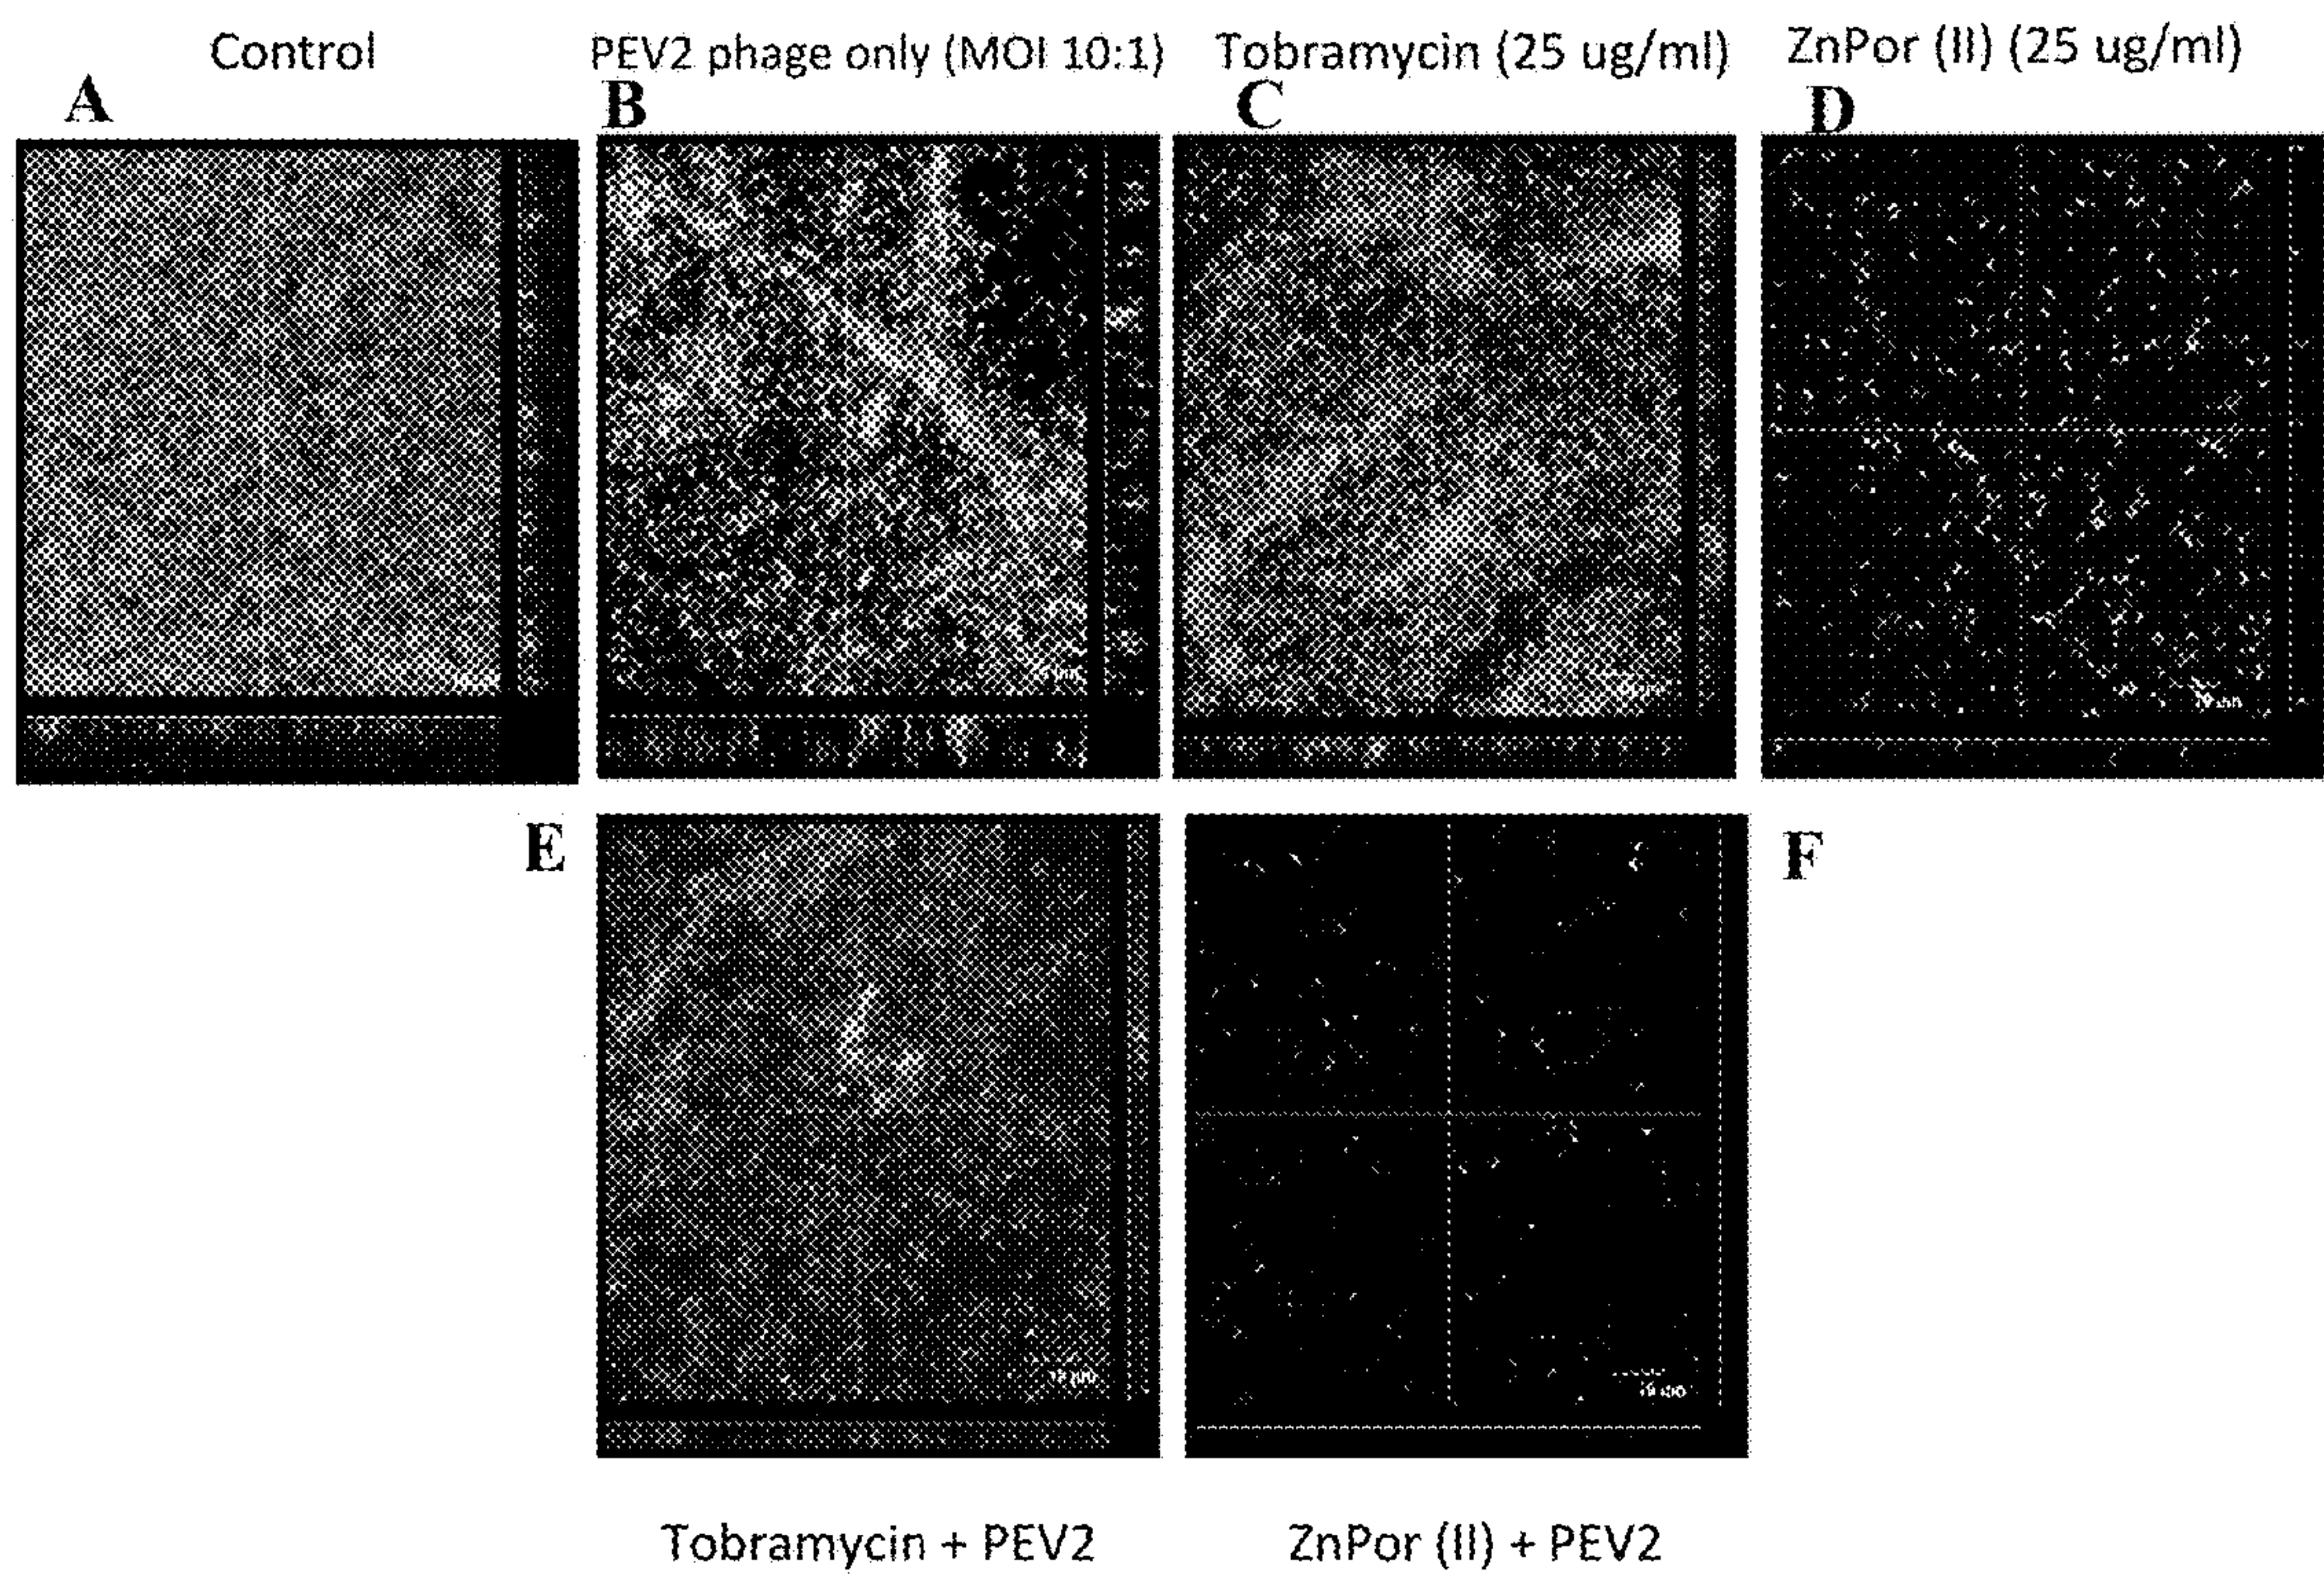 Control PEV2 phage only (MOI 10:1) Tobramycin (25 ug/ml) ZnPor (II) (25 ug/ml)
A B C D
E F
Tobramycin + PEV2 ZnPor (II) + PEV2